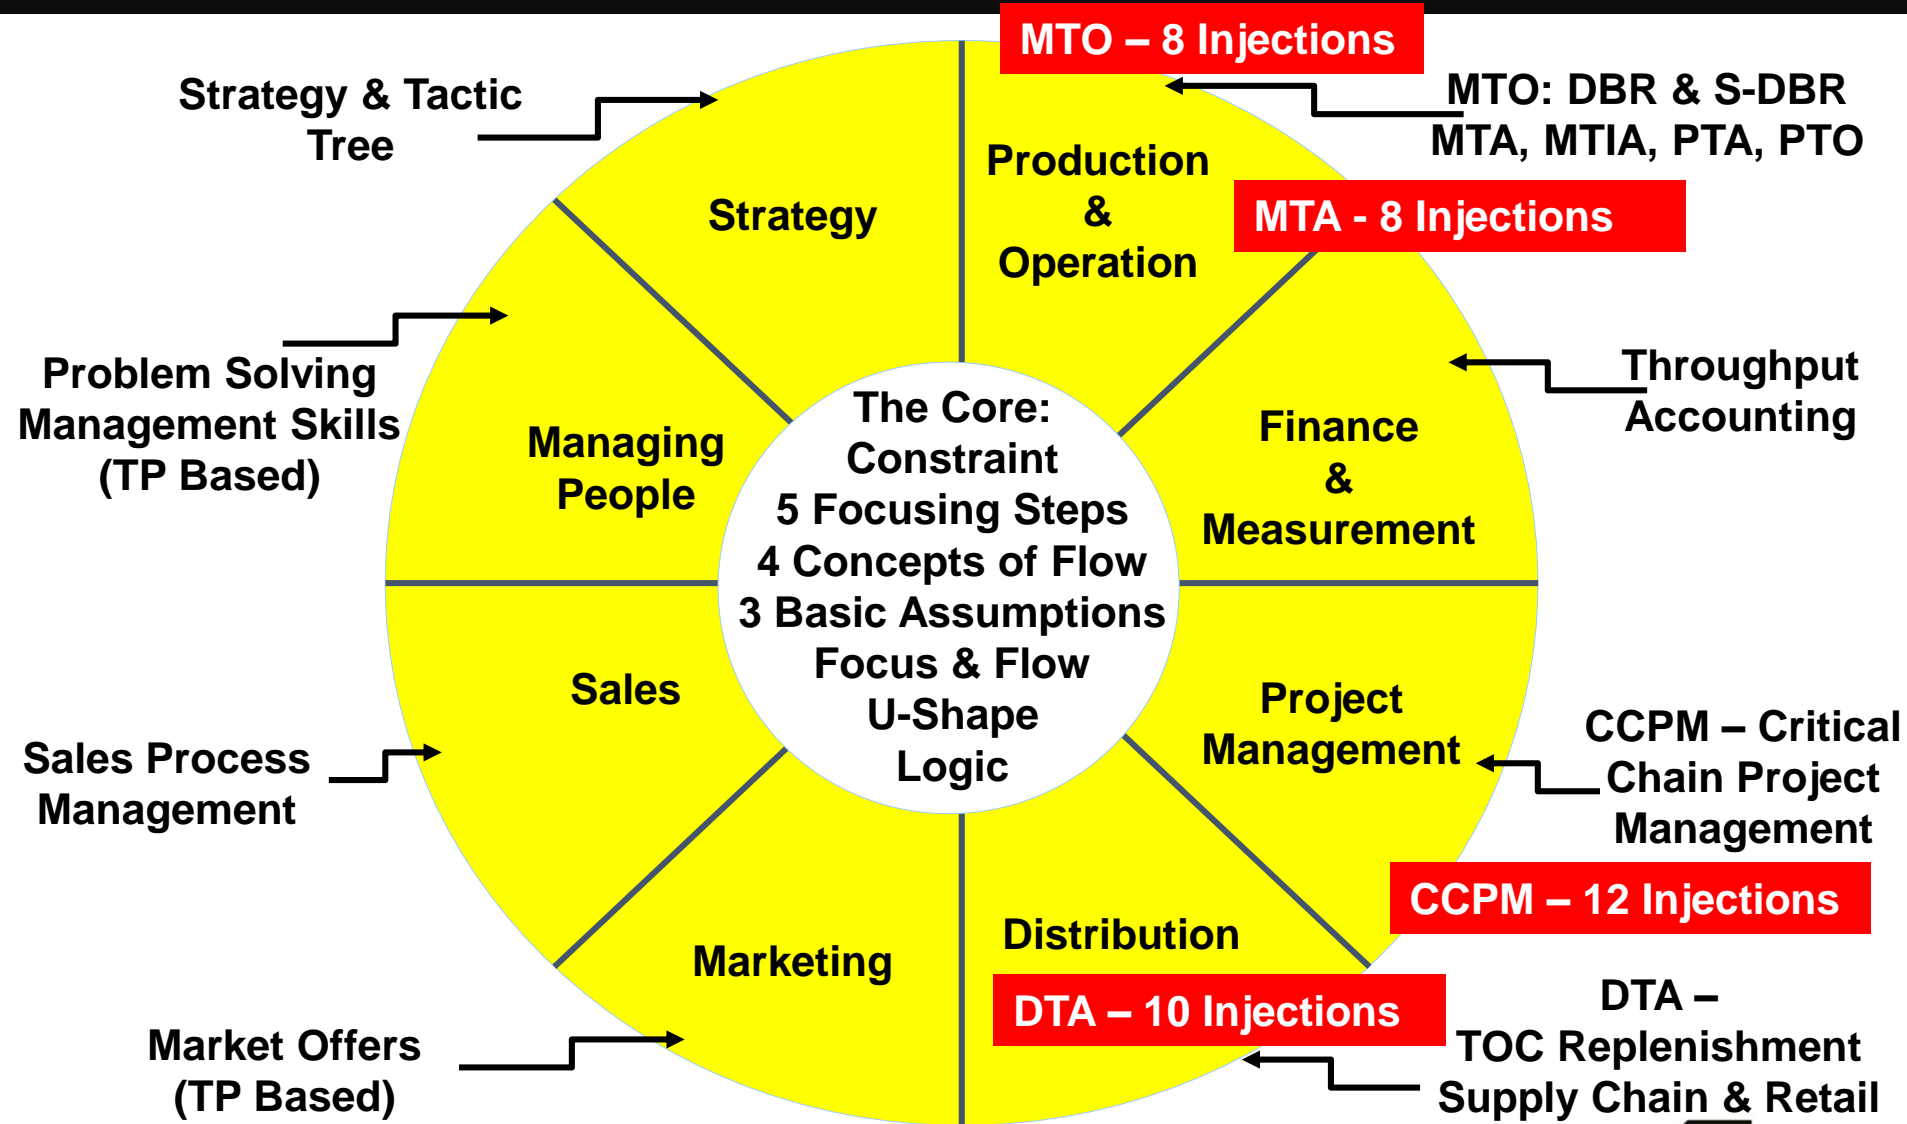 MTO – 8 Injections
Strategy & Tactic
Tree
MTO: DBR & S-DBR
MTA, MTIA, PTA, PTO
Production
&
Operation
Strategy
MTA - 8 Injections
Problem Solving
Management Skills
(TP Based)
Managing
People
The Core:
Constraint
5 Focusing Steps
4 Concepts of Flow
3 Basic Assumptions
Focus & Flow
U-Shape
Logic
Finance
&
Measurement
Throughput
Accounting
Sales
Project
Management
Sales Process
Management
CCPM – Critical
Chain Project
Management
CCPM – 12 Injections
Marketing
Distribution
DTA – 10 Injections
Market Offers
(TP Based)
DTA –
TOC Replenishment
Supply Chain & Retail